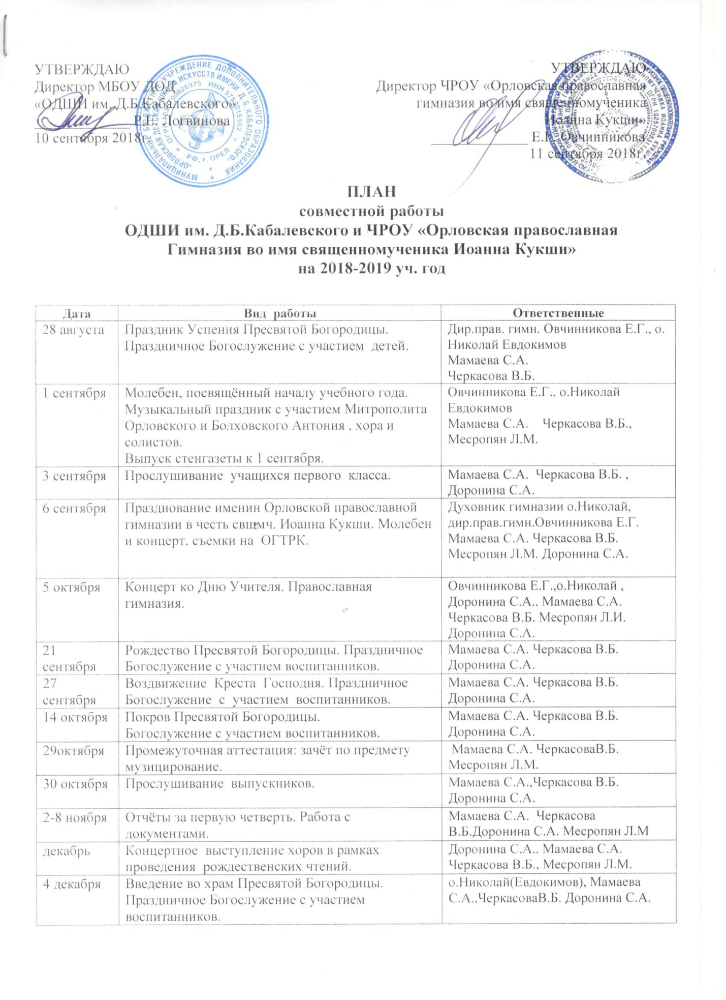 УТВЕРЖДАЮ
Директор МБОУ ДОД
«ОДШИ им. Д.Б.Кабалевского»
Р.Е. Логвинова
10 сентября 2018г.
УТВЕРЖДАЮ
Директор ЧРОУ «Орловская православная
гимназия во имя священномученика
Иоанна Кукши»
Е.Г. Овчинникова
11 сентября 2018г.
ПЛАН
совместной работы
ОДШИ им. Д.Б.Кабалевского и ЧРОУ «Орловская православная
Гимназия во имя священномученика Иоанна Кукши»
на 2018-2019 уч. год
Дата Вид работы Ответственные
28 августа
Праздник Успения Пресвятой Богородицы.
Праздничное Богослужение с участием детей.
Дир.прав. гимн. Овчинникова Е.Г., о.
Николай Евдокимов
Мамаева С.А.
Черкасова В.Б.
1 сентября
Молебен, посвящённый началу учебного года.
Музыкальный праздник с участием Митрополита
Орловского и Болховского Антония , хора и
солистов.
Выпуск стенгазеты к 1 сентября.
Овчинникова Е.Г., о.Николай
Евдокимов
Мамаева С.А. Черкасова В.Б.,
Месропян Л.М.
3 сентября
Прослушивание учащихся первого класса.
Мамаева С.А. Черкасова В.Б. ,
Доронина С.А.
6 сентября
Празднование именин Орловской православной
гимназии в честь свщмч. Иоанна Кукши. Молебен
и концерт, съемки на ОГТРК.
Духовник гимназии о.Николай,
дир.прав.гимн.Овчинникова Е.Г.
Мамаева С.А. Черкасова В.Б.
Месропян Л.М. Доронина С.А.
5 октября
Концерт ко Дню Учителя. Православная
гимназия.
Овчинникова Е.Г.,о.Николай ,
Доронина С.А.. Мамаева С.А.
Черкасова В.Б. Месропян Л.И.
Доронина С.А.
21
сентября
Рождество Пресвятой Богородицы. Праздничное
Богослужение с участием воспитанников.
Мамаева С.А. Черкасова В.Б.
Доронина С.А.
27
сентября
Воздвижение Креста Господня. Праздничное
Богослужение с участием воспитанников.
Мамаева С.А. Черкасова В.Б.
Доронина С.А.
14 октября
Покров Пресвятой Богородицы.
Богослужение с участием воспитанников.
Мамаева С.А. Черкасова В.Б.
Доронина С.А.
29октября
Промежуточная аттестация: зачёт по предмету
музицирование.
Мамаева С.А. ЧеркасоваВ.Б.
Месропян Л.М.
30 октября
Прослушивание выпускников.
Мамаева С.А.,Черкасова В.Б.
Доронина С.А.
2-8 ноября
Отчёты за первую четверть. Работа с
документами.
Мамаева С.А. Черкасова
В.Б.Доронина С.А. Месропян Л.М
декабрь
Концертное выступление хоров в рамках
проведения рождественских чтений.
Доронина С.А.. Мамаева С.А.
Черкасова В.Б., Месропян Л.М.
4 декабря
Введение во храм Пресвятой Богородицы.
Праздничное Богослужение с участием
воспитанников.
о.Николай(Евдокимов), Мамаева
С.А.,ЧеркасоваВ.Б. Доронина С.А.